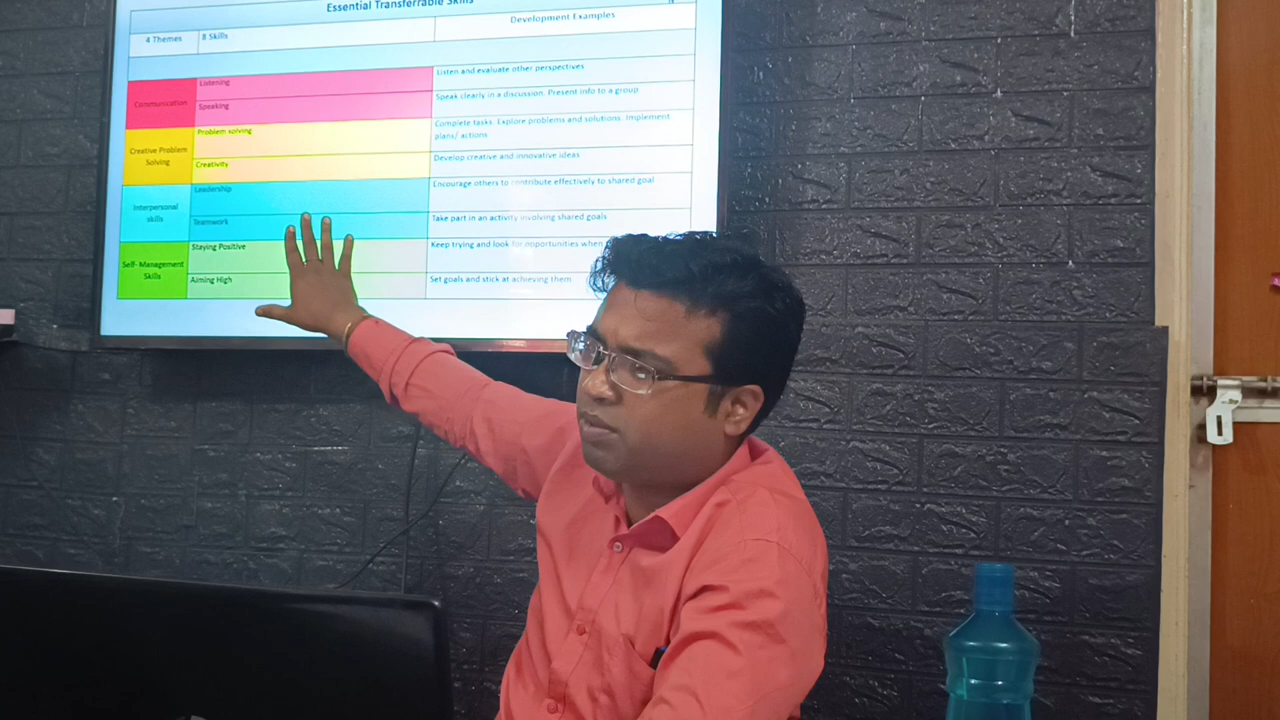 Essential Transferrable Skills
4 Themes
8 Skills
Development Examples
Communication
Listening
Listen and evaluate other perspectives
Speaking
Speak clearly in a discussion. Present info to a group
Creative Problem
Solving
Problem solving
Complete tasks. Explore problems and solutions. Implement
plans/ actions
Creativity
Develop creative and innovative ideas
Interpersonal
skills
Leadership
Encourage others to contribute effectively to shared goal
Teamwork
Take part in an activity involving shared goals
Self- Management
Skills
Staying Positive
Keep trying and look for opportunities when
Aiming High
Set goals and stick at achieving them